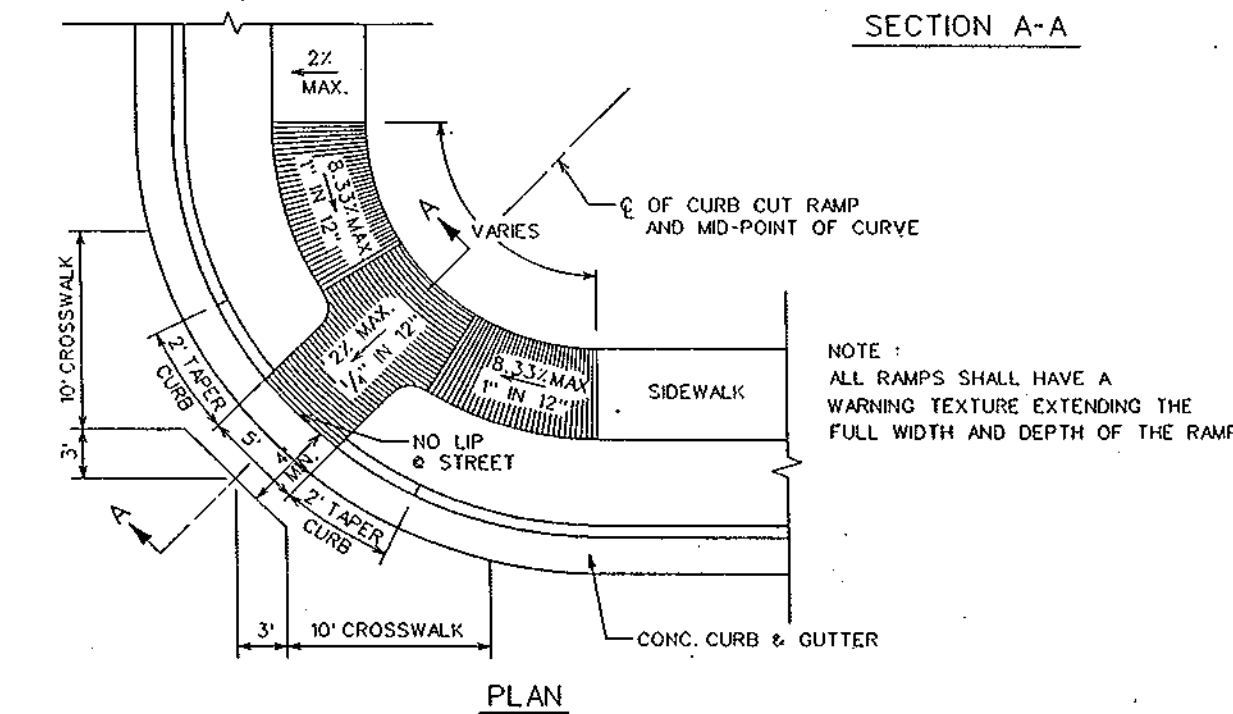 SECTION A-A
2%
MAX.
8.33% MAX
1" IN 12"
A
VARIES
℄ OF CURB CUT RAMP
AND MID-POINT OF CURVE
10' CROSSWALK
3'
2' TAPER
CURB
5'
4'
MIN.
2% MAX.
1/4" IN 12"
8.33% MAX
1" IN 12"
SIDEWALK
NOTE :
ALL RAMPS SHALL HAVE A
WARNING TEXTURE EXTENDING THE
FULL WIDTH AND DEPTH OF THE RAMP
NO LIP
@ STREET
2' TAPER
CURB
A
3'
10' CROSSWALK
CONC. CURB & GUTTER
PLAN